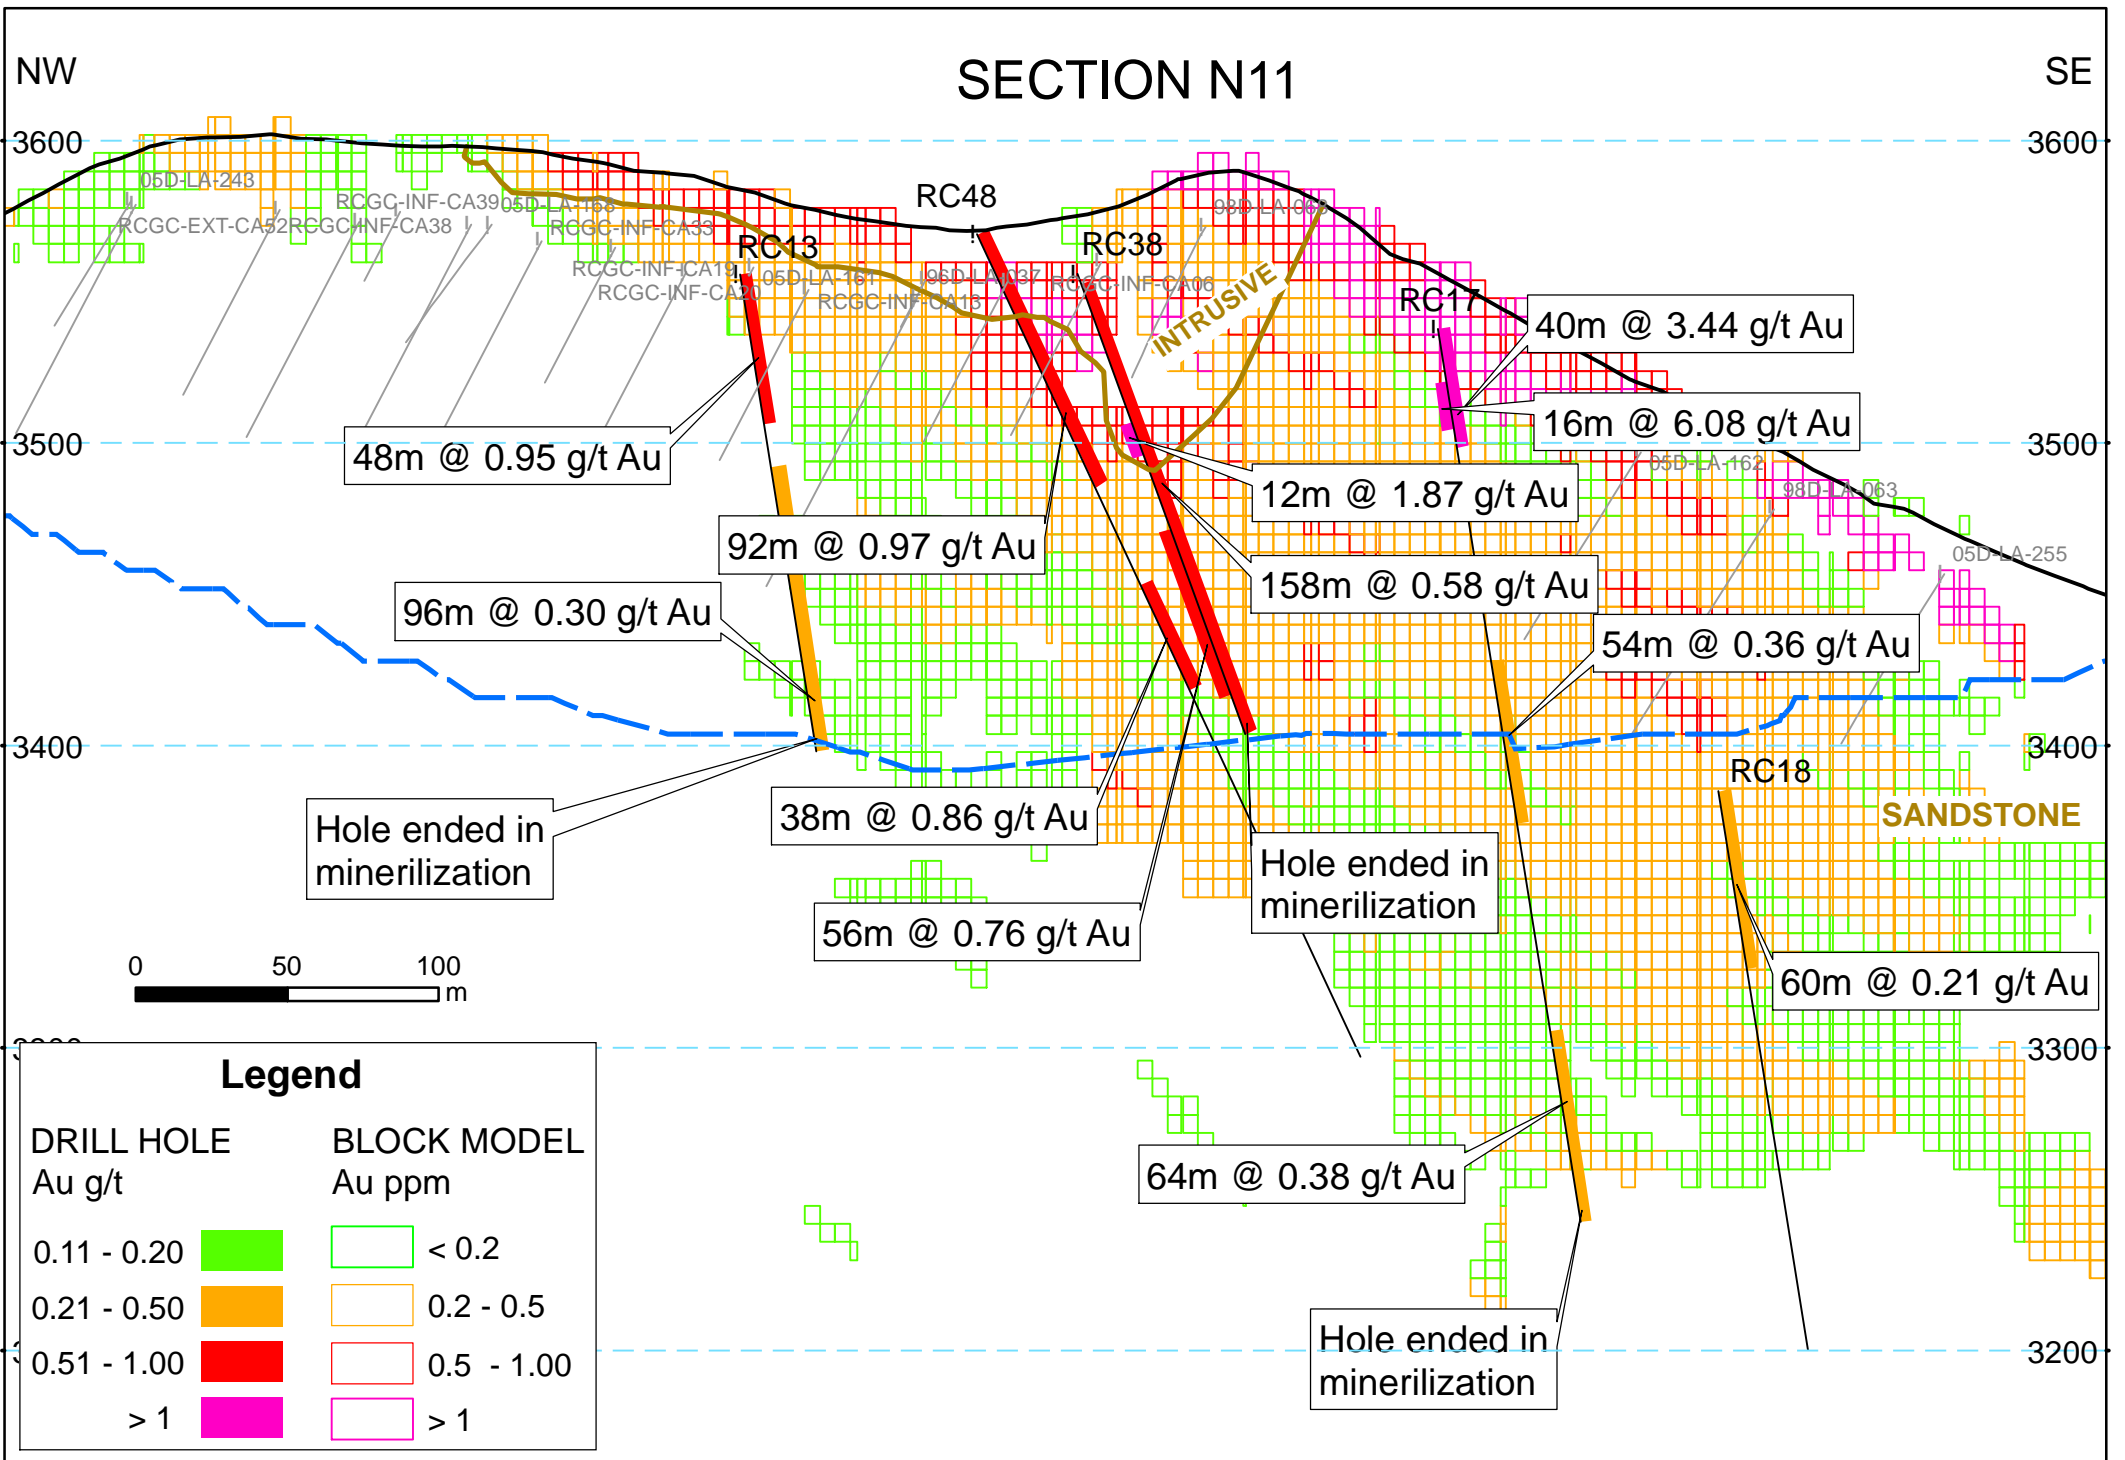 NW
SECTION N11
SE
3600
3600
05D-LA-243
RCGC-INF-CA39
05D-LA-168
RC48
98D-LA-068
RCGC-EXT-CA52
RCGC-INF-CA38
RCGC-INF-CA33
RC13
RC38
RCGC-INF-CA19
05D-LA-161
96D-LA-037
RCGC-INF-CA06
RCGC-INF-CA20
RCGC-INF-CA13
INTRUSIVE
RC17
40m @ 3.44 g/t Au
16m @ 6.08 g/t Au
3500
3500
48m @ 0.95 g/t Au
05D-LA-162
12m @ 1.87 g/t Au
98D-LA-063
92m @ 0.97 g/t Au
05D-LA-255
158m @ 0.58 g/t Au
96m @ 0.30 g/t Au
54m @ 0.36 g/t Au
3400
3400
RC18
38m @ 0.86 g/t Au
SANDSTONE
Hole ended in
minerilization
Hole ended in
minerilization
56m @ 0.76 g/t Au
60m @ 0.21 g/t Au
0 50 100
m
3300
Legend
DRILL HOLE
Au g/t
BLOCK MODEL
Au ppm
0.11 - 0.20
< 0.2
0.21 - 0.50
0.2 - 0.5
0.51 - 1.00
0.5 - 1.00
> 1
> 1
64m @ 0.38 g/t Au
Hole ended in
minerilization
3200